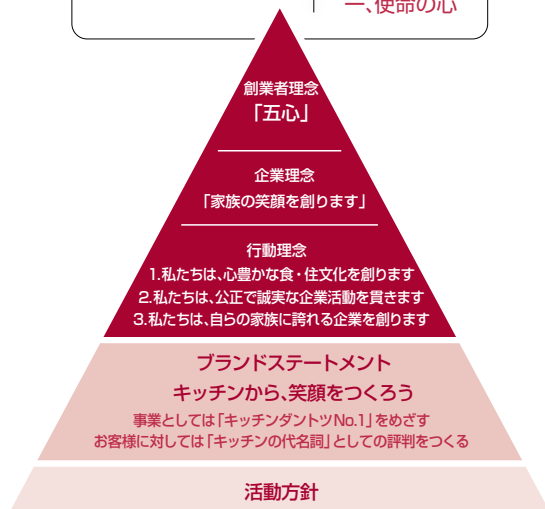 一、使命の心
創業者理念
「五心」
企業理念
「家族の笑顔を創ります」
行動理念
1.私たちは、心豊かな食・住文化を創ります
2.私たちは、公正で誠実な企業活動を貫きます
3.私たちは、自らの家族に誇れる企業を創ります
ブランドステートメント
キッチンから、笑顔をつくろう
事業としては「キッチンダントツNo.1」をめざす
お客様に対しては「キッチンの代名詞」としての評判をつくる
活動方針